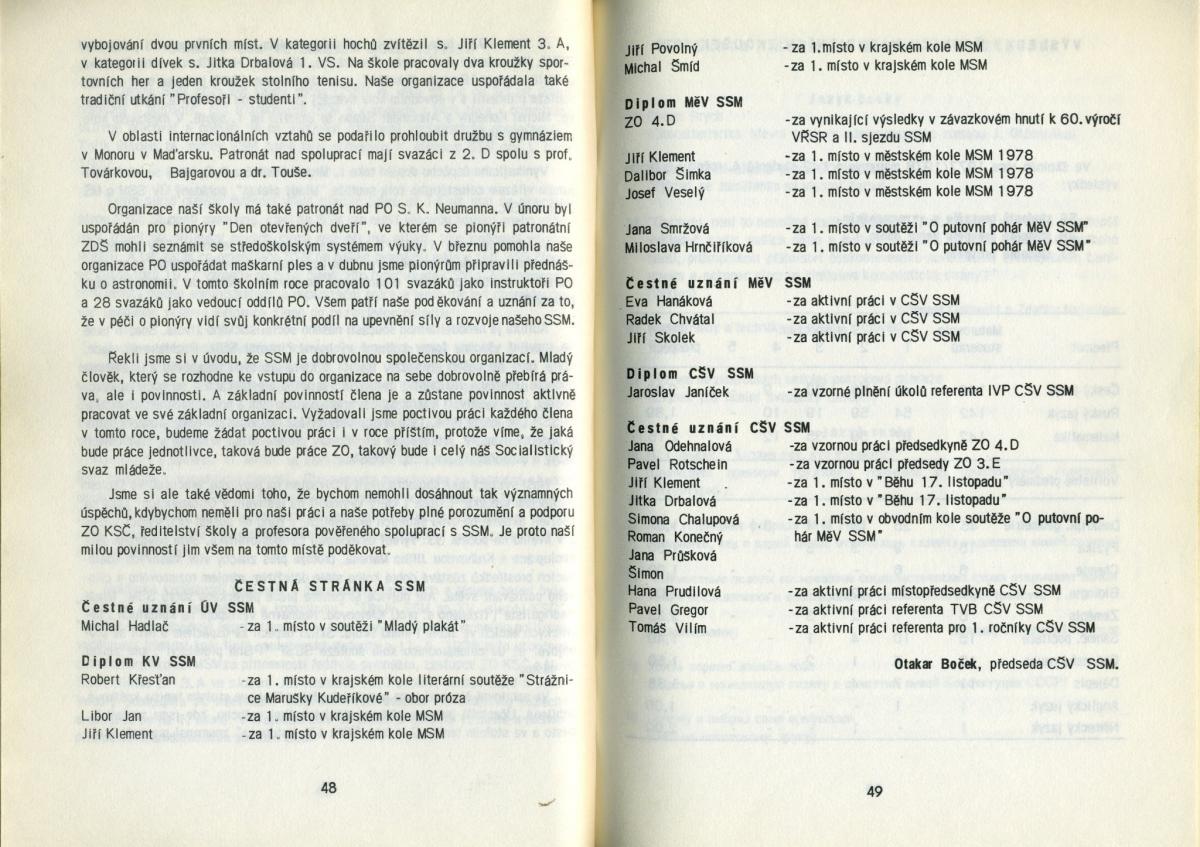 vybojování dvou prvních míst. V kategorii hochů zvítězil s. Jiří Klement 3. A,
v kategorii dívek s. Jitka Drbalová 1. VS. Na škole pracovaly dva kroužky spor-
tovních her a jeden kroužek stolního tenisu. Naše organizace uspořádala také
tradiční utkání "Profesoři - studenti".
V oblasti internacionálních vztahů se podařilo prohloubit družbu s gymnáziem
v Monoru v Maďarsku. Patronát nad spoluprací mají svazáci z 2. D spolu s prof.
Továrkovou, Bajgarovou a dr. Touše.
Organizace naší školy má také patronát nad PO S. K. Neumanna. V únoru byl
uspořádán pro pionýry "Den otevřených dveří", ve kterém se pionýři patronátní
ZDŠ mohli seznámit se středoškolským systémem výuky. V březnu pomohla naše
organizace PO uspořádat maškarní ples a v dubnu jsme pionýrům připravili přednáš-
ku o astronomii. V tomto školním roce pracovalo 101 svazáků jako instruktoři PO
a 28 svazáků jako vedoucí oddílů PO. Všem patří naše poděkování a uznání za to,
že v péči o pionýry vidí svůj konkrétní podíl na upevnění síly a rozvoje našeho SSM.
Řekli jsme si v úvodu, že SSM je dobrovolnou společenskou organizací. Mladý
člověk, který se rozhodne ke vstupu do organizace na sebe dobrovolně přebírá prá-
va, ale i povinnosti. A základní povinností člena je a zůstane povinnost aktivně
pracovat ve své základní organizaci. Vyžadovali jsme poctivou práci každého člena
v tomto roce, budeme žádat poctivou práci i v roce příštím, protože víme, že jaká
bude práce jednotlivce, taková bude práce ZO, takový bude i celý náš Socialistický
svaz mládeže.
Jsme si ale také vědomi toho, že bychom nemohli dosáhnout tak významných
úspěchů, kdybychom neměli pro naši práci a naše potřeby plné porozumění a podporu
ZO KSČ, ředitelství školy a profesora pověřeného spoluprací s SSM. Je proto naší
milou povinností jim všem na tomto místě poděkovat.
ČESTNÁ STRÁNKA SSM
Čestné uznání ÚV SSM
Michal Hadlač - za 1. místo v soutěži "Mladý plakát"
Diplom KV SSM
Robert Křesťan - za 1. místo v krajském kole literární soutěže "Strážni-
ce Marušky Kudeříkové" - obor próza
Libor Jan - za 1. místo v krajském kole MSM
Jiří Klement - za 1. místo v krajském kole MSM
48
Jiří Povolný - za 1.místo v krajském kole MSM
Michal Šmíd - za 1. místo v krajském kole MSM
Diplom MěV SSM
ZO 4.D - za vynikající výsledky v závazkovém hnutí k 60. výročí
VŘSR a II. sjezdu SSM
Jiří Klement - za 1. místo v městském kole MSM 1978
Dalibor Šimka - za 1. místo v městském kole MSM 1978
Josef Veselý - za 1. místo v městském kole MSM 1978
Jana Smržová - za 1. místo v soutěži "O putovní pohár MěV SSM"
Miloslava Hrnčiříková - za 1. místo v soutěži "O putovní pohár MěV SSM"
Čestné uznání MěV SSM
Eva Hanáková - za aktivní práci v CŠV SSM
Radek Chvátal - za aktivní práci v CŠV SSM
Jiří Skolek - za aktivní práci v CŠV SSM
Diplom CŠV SSM
Jaroslav Janíček - za vzorné plnění úkolů referenta IVP CŠV SSM
Čestné uznání CŠV SSM
Jana Odehnalová - za vzornou práci předsedkyně ZO 4.D
Pavel Rotschein - za vzornou práci předsedy ZO 3.E
Jiří Klement - za 1. místo v "Běhu 17. listopadu"
Jitka Drbalová - za 1. místo v "Běhu 17. listopadu"
Simona Chalupová - za 1. místo v obvodním kole soutěže "O putovní po-
Roman Konečný hár MěV SSM"
Jana Průšková
Šimon
Hana Prudilová - za aktivní práci místopředsedkyně CŠV SSM
Pavel Gregor - za aktivní práci referenta TVB CŠV SSM
Tomáš Vilím - za aktivní práci referenta pro 1. ročníky CŠV SSM
Otakar Boček, předseda CŠV SSM.
49